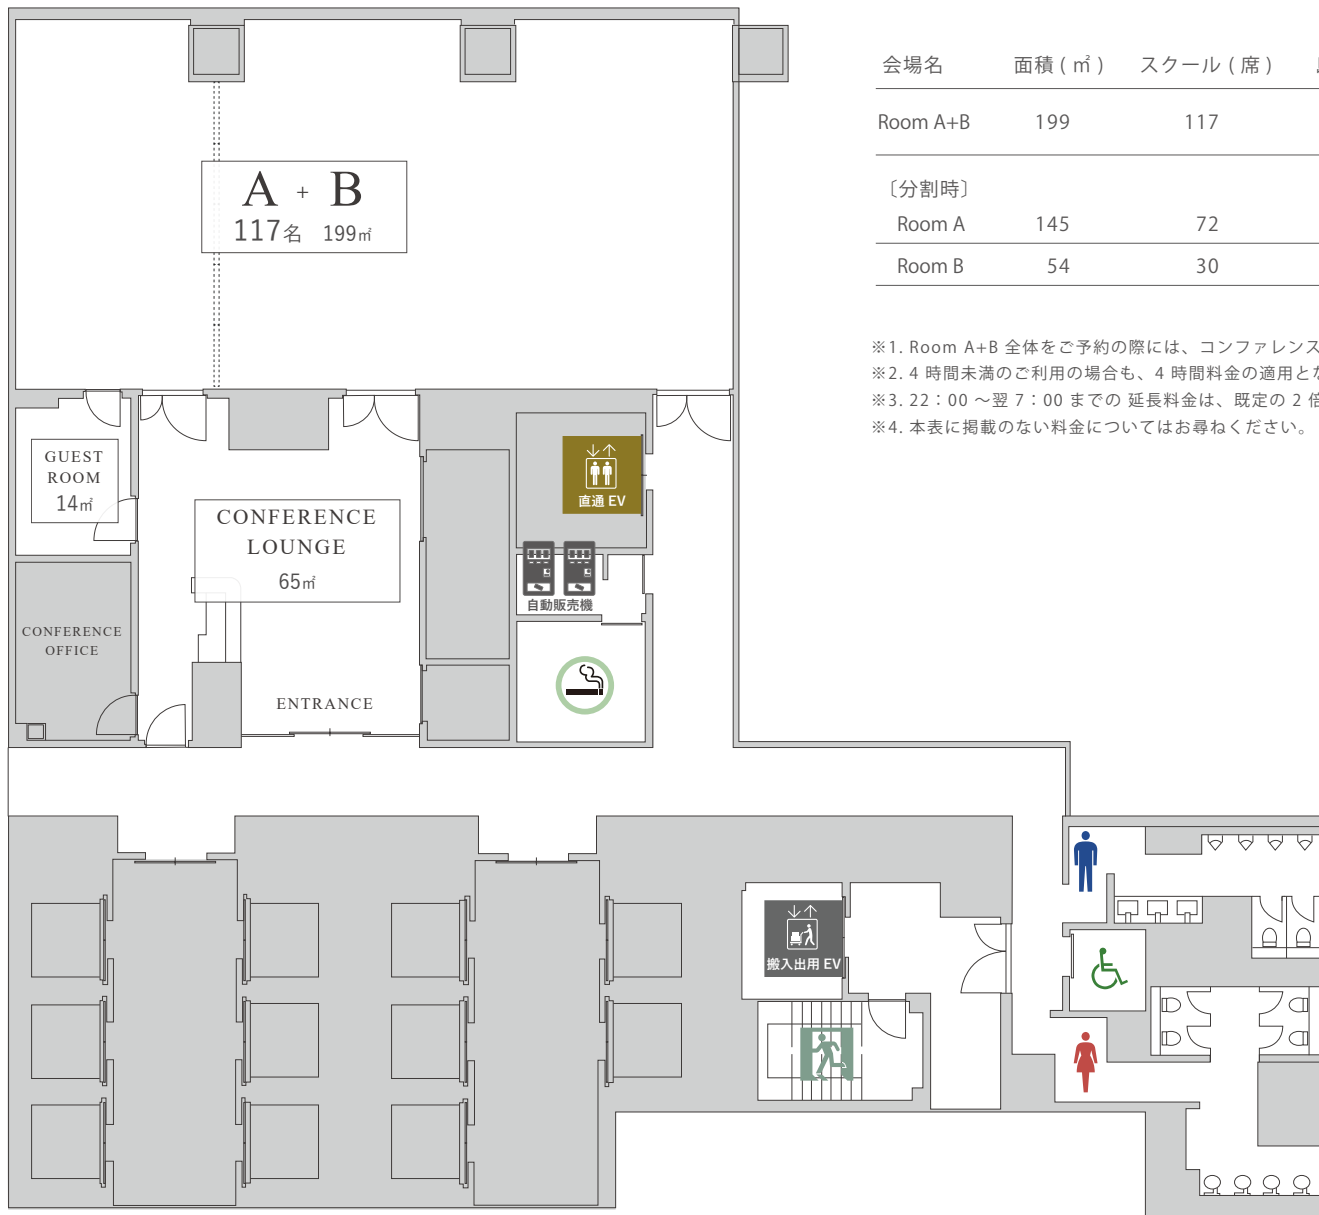 会場名 面積 ( ㎡ ) スクール ( 席 )
Room A+B 199 117
〔分割時〕
Room A 145 72
Room B 54 30
※1. Room A+B 全体をご予約の際には、コンファレンス
※2. 4 時間未満のご利用の場合も、4 時間料金の適用とな
※3. 22：00 ～翌 7：00 までの 延長料金は、既定の 2 倍
※4. 本表に掲載のない料金についてはお尋ねください。
A + B
117名 199㎡
GUEST
ROOM
14㎡
CONFERENCE
LOUNGE
65㎡
直通 EV
自動販売機
CONFERENCE
OFFICE
ENTRANCE
搬入出用 EV